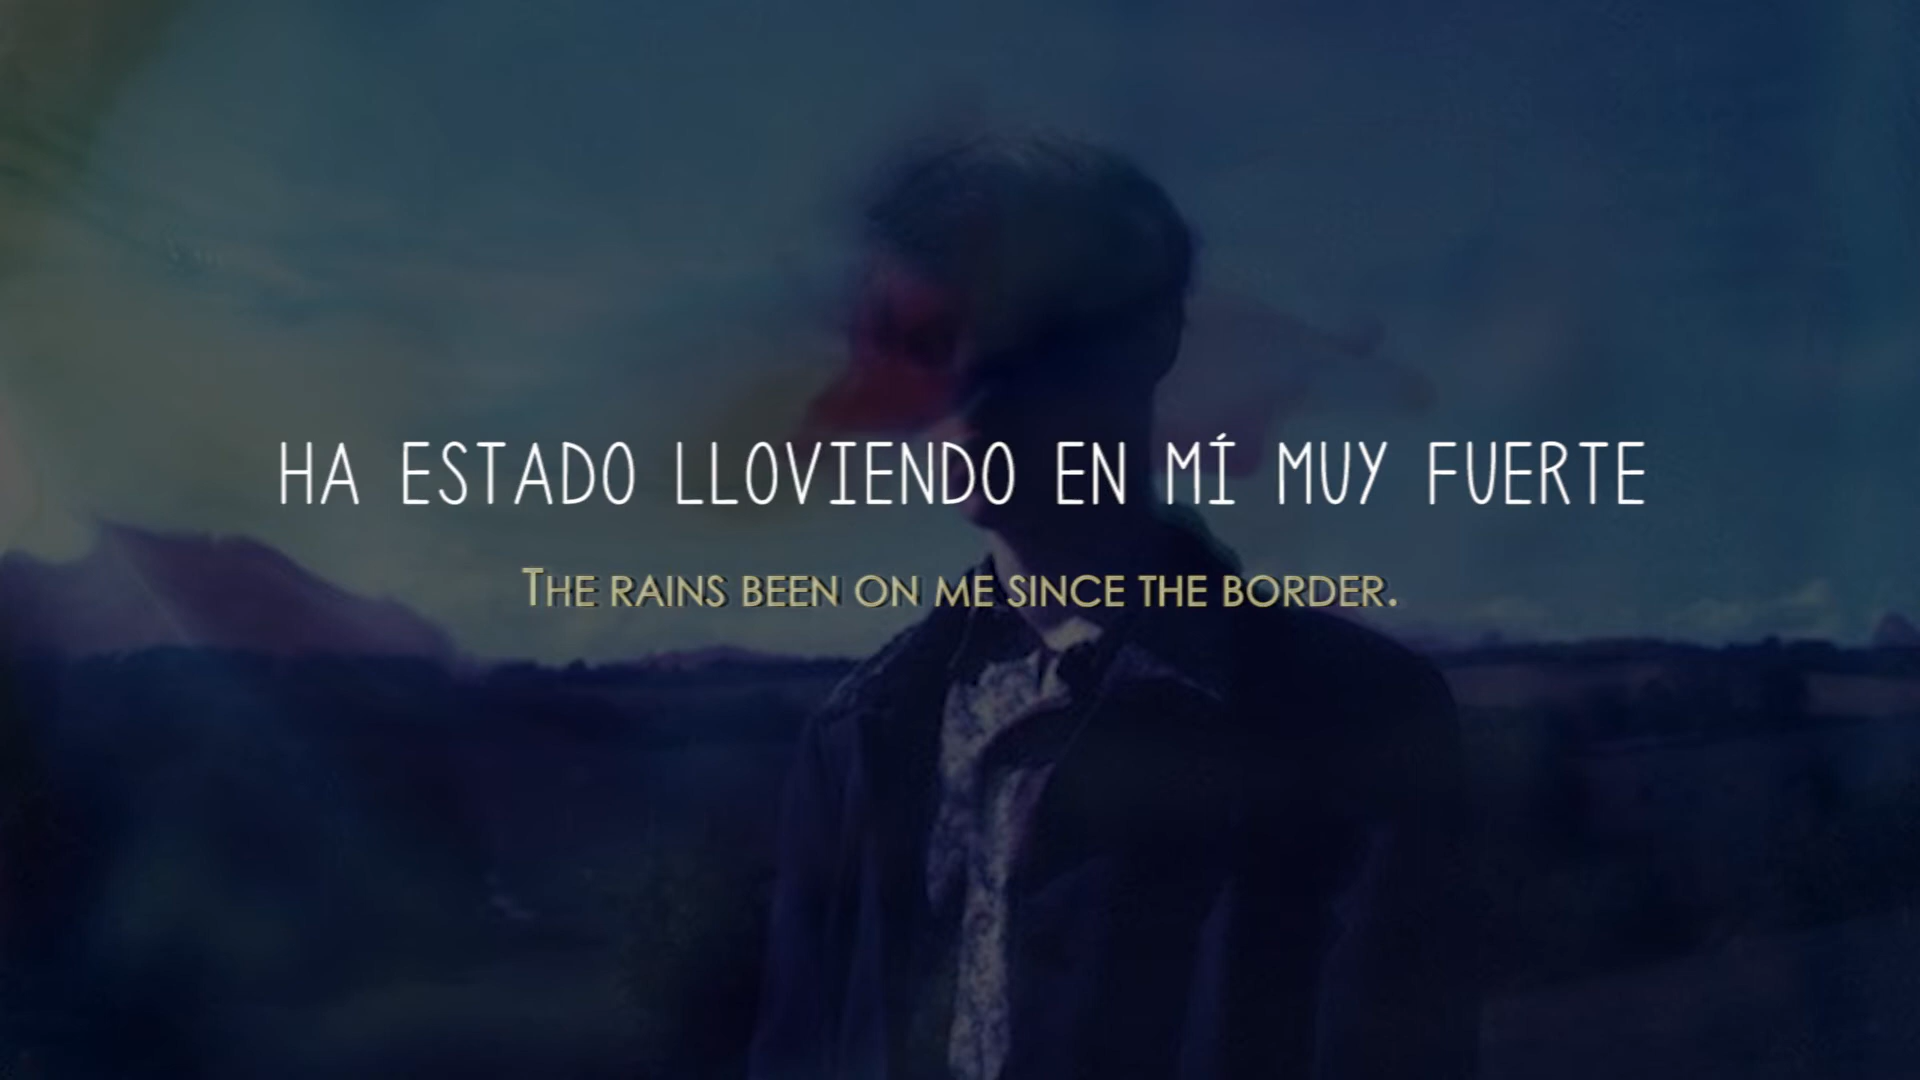 HA ESTADO LLOVIENDO EN MÍ MUY FUERTE
THE RAINS BEEN ON ME SINCE THE BORDER.